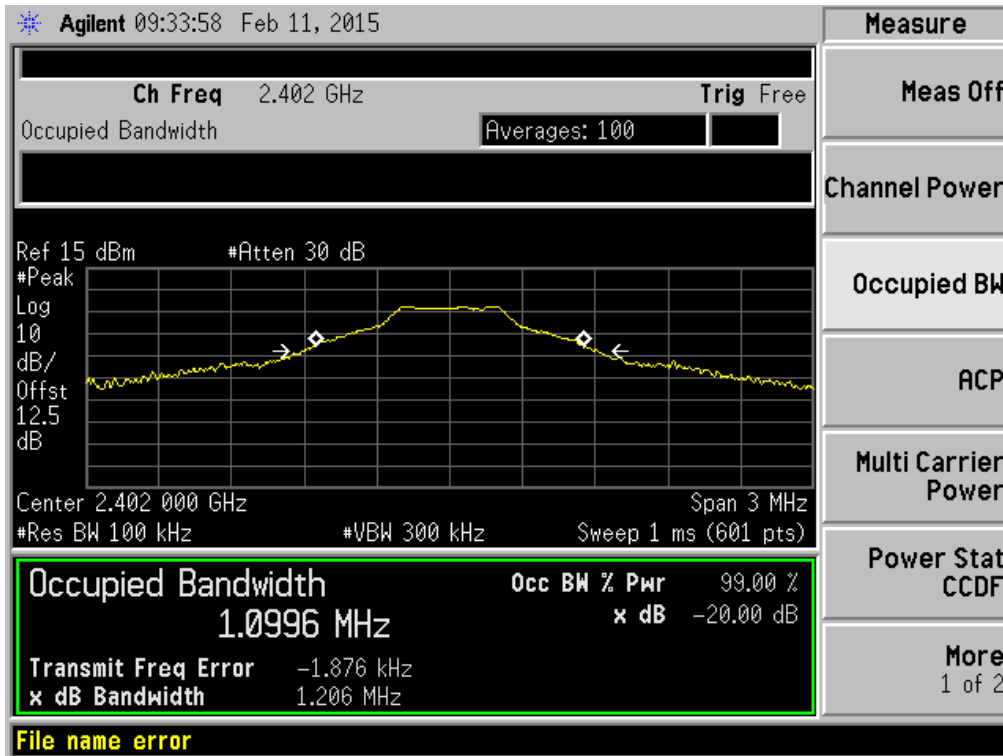 Agilent 09:33:58 Feb 11, 2015
Ch Freq 2.402 GHz Trig Free
Occupied Bandwidth Averages: 100
Ref 15 dBm #Atten 30 dB
#Peak
Log
10
dB/
Offst
12.5
dB
Center 2.402 000 GHz Span 3 MHz
#Res BW 100 kHz #VBW 300 kHz Sweep 1 ms (601 pts)
Occupied Bandwidth Occ BW % Pwr 99.00 %
1.0996 MHz x dB -20.00 dB
Transmit Freq Error -1.876 kHz
x dB Bandwidth 1.206 MHz
File name error
Measure
Meas Off
Channel Power
Occupied BW
ACP
Multi Carrier
Power
Power Stat
CCDF
More
1 of 2